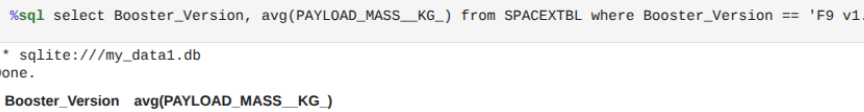 %sql select Booster_Version, avg(PAYLOAD_MASS__KG_) from SPACEXTBL where Booster_Version == 'F9 v1.
* sqlite:///my_data1.db
one.
Booster_Version avg(PAYLOAD_MASS__KG_)